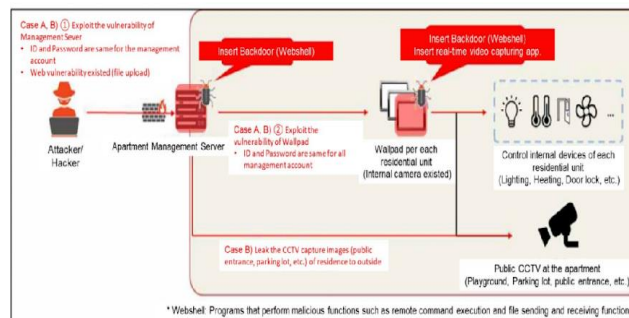 Case A, B) ① Exploit the vulnerability of
Management Sever
• ID and Password are same for the management
account
• Web vulnerability existed (file upload)
Insert Backdoor (Webshell)
Insert Backdoor (Webshell)
Insert real-time video capturing app.
Attacker/
Hacker
Apartment Management Server
Case A, B) ② Exploit the
vulnerability of Wallpad
• ID and Password are same for all
management account
Wallpad per each
residential unit
(Internal camera existed)
...
Control internal devices of each
residential unit
(Lighting, Heating, Door lock, etc.)
Case B) Leak the CCTV capture images (public
entrance, parking lot, etc.) of residence to outside
Public CCTV at the apartment
(Playground, Parking lot, public entrance, etc.)
* Webshell: Programs that perform malicious functions such as remote command execution and file sending and receiving function